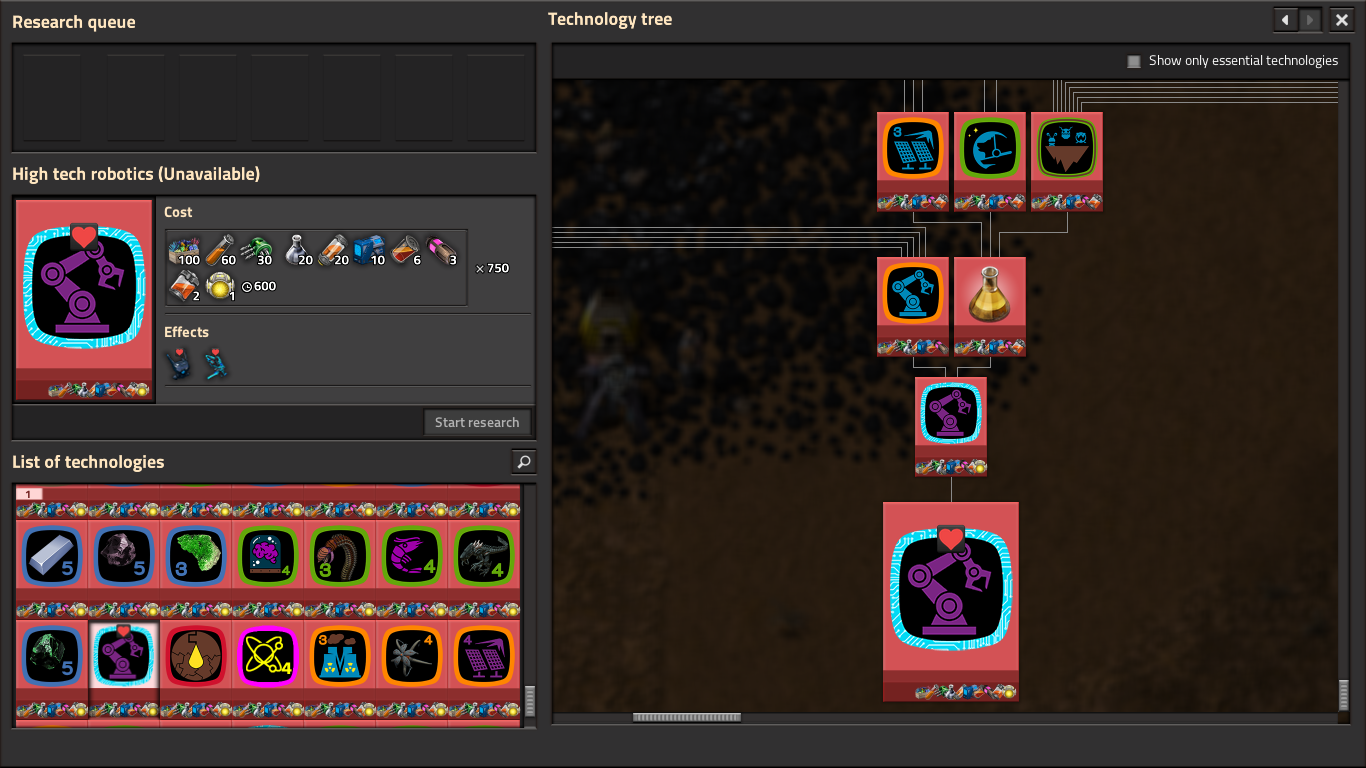 Research queue
Technology tree
Show only essential technologies
High tech robotics (Unavailable)
Cost
100 60 30 20 20 10 6 3
× 750
2 1 600
Effects
Start research
List of technologies
1
5 5 3 4 3 4 4
5 4 3 4 4
3